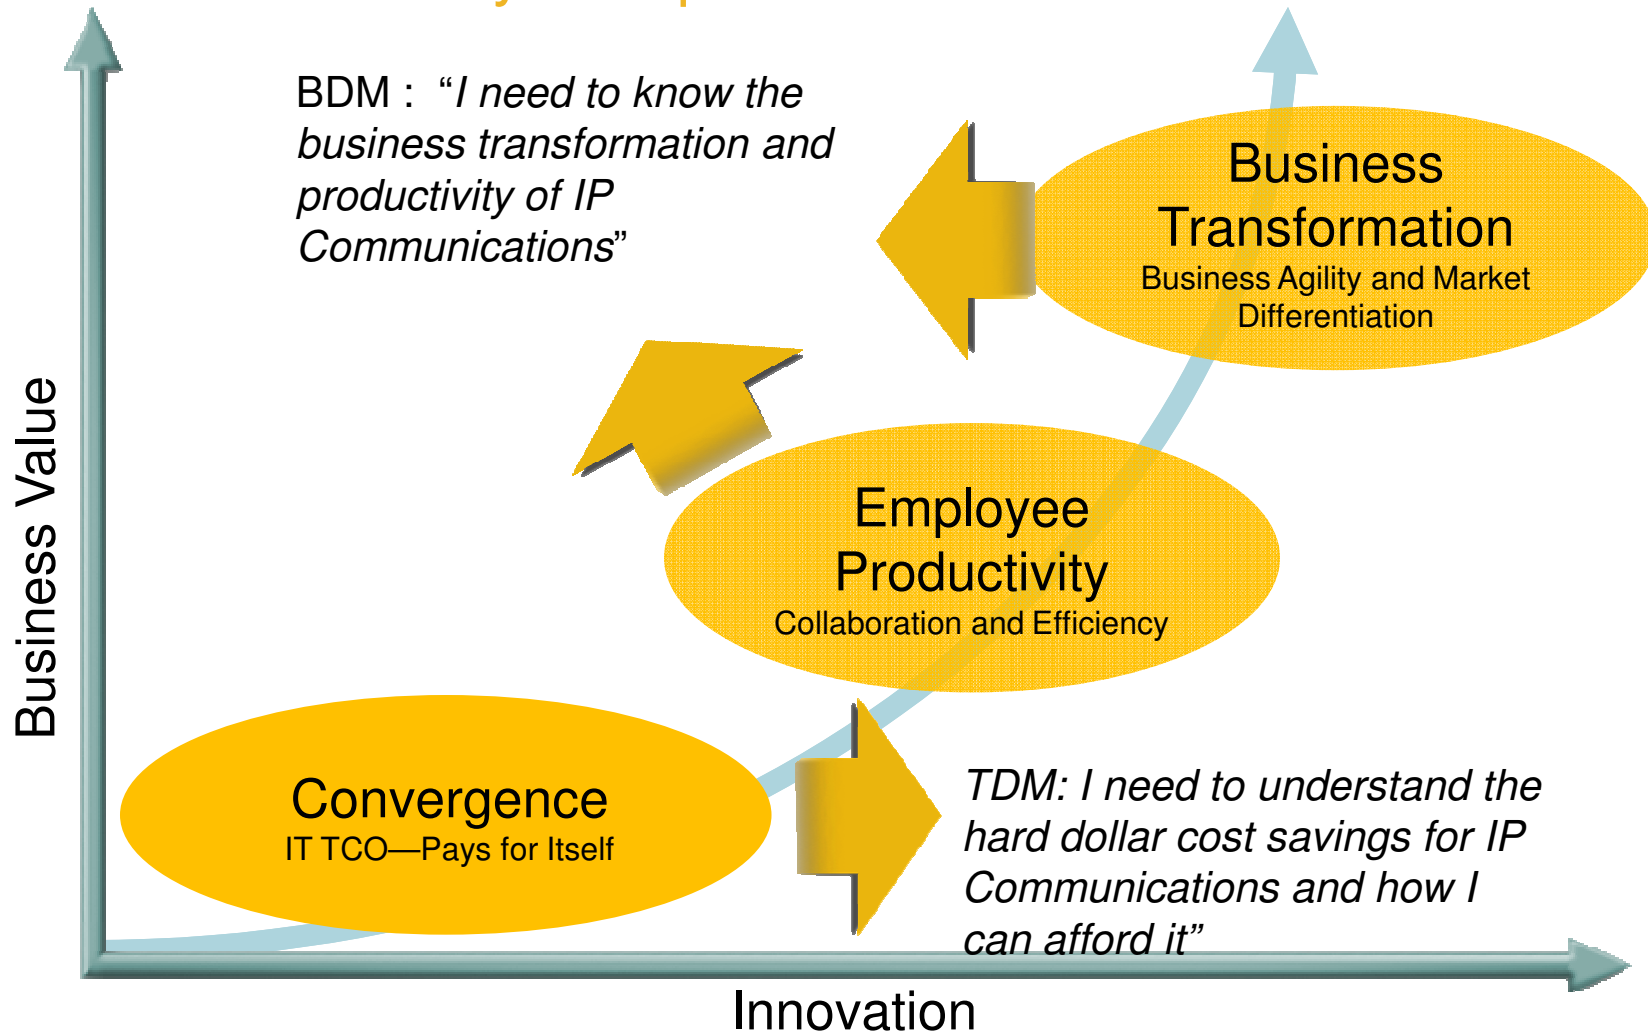 BDM : “I need to know the
business transformation and
productivity of IP
Communications”
Business
Transformation
Business Agility and Market
Differentiation
Employee
Productivity
Collaboration and Efficiency
Convergence
IT TCO—Pays for Itself
TDM: I need to understand the
hard dollar cost savings for IP
Communications and how I
can afford it”
Business Value
Innovation